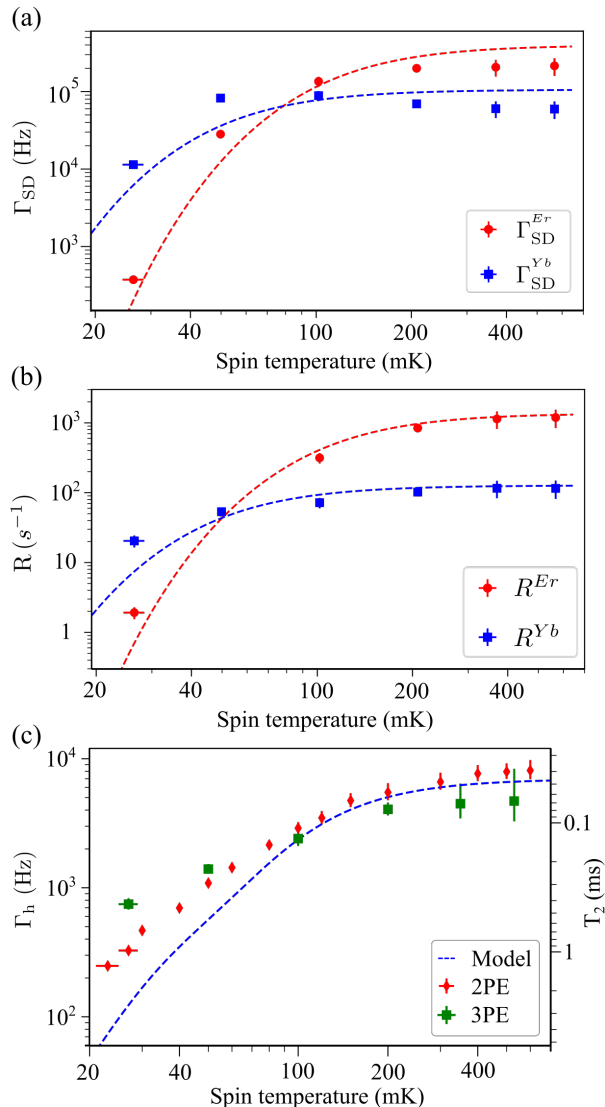 (a)
Γ_SD (Hz)
10^5
10^4
10^3
Γ_SD^Er
Γ_SD^Yb
20 40 100 200 400
Spin temperature (mK)
(b)
R (s^−1)
10^3
10^2
10
1
R^Er
R^Yb
20 40 100 200 400
Spin temperature (mK)
(c)
Γ_h (Hz)
10^4
10^3
10^2
0.1
1
T_2 (ms)
Model
2PE
3PE
20 40 100 200 400
Spin temperature (mK)